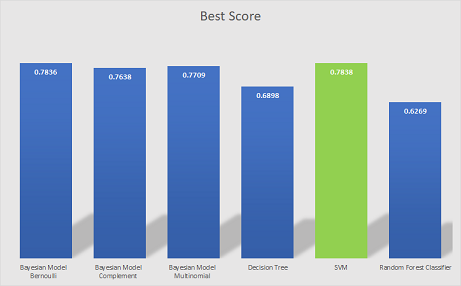 Best Score
0.7836
0.7638
0.7709
0.6898
0.7838
0.6269
Bayesian Model
Bernoulli
Bayesian Model
Complement
Bayesian Model
Multinomial
Decision Tree
SVM
Random Forest Classifier